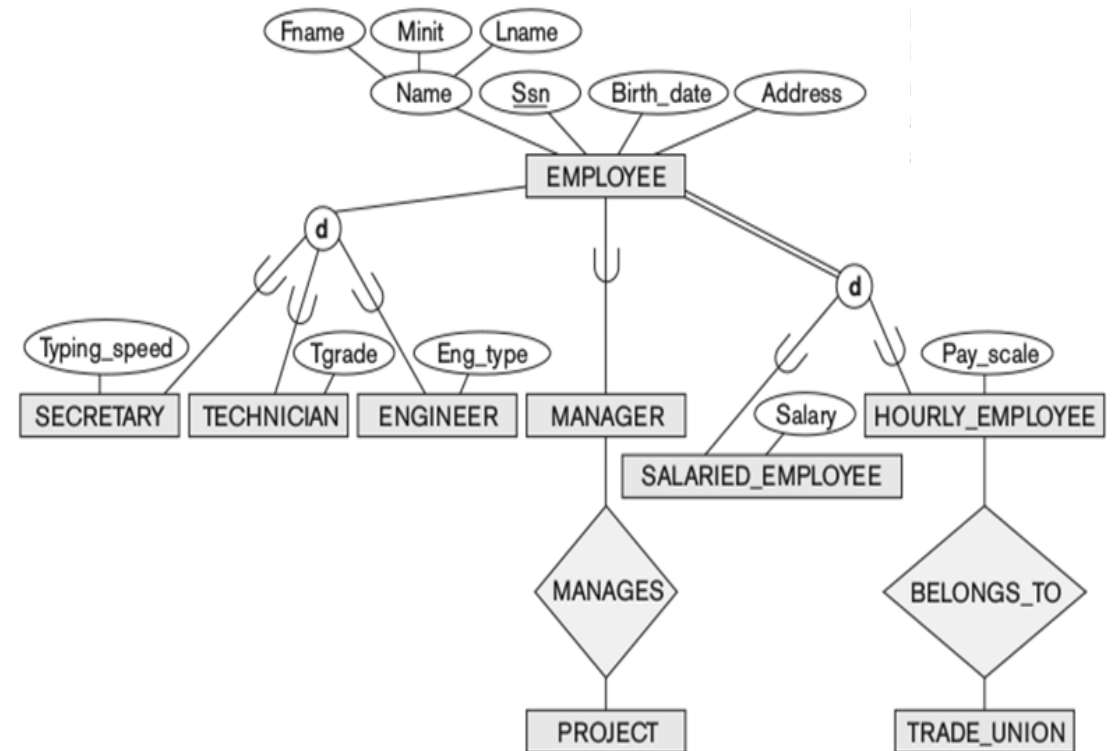 Fname Minit Lname
Name Ssn Birth_date Address
EMPLOYEE
d
d
Typing_speed Tgrade Eng_type Pay_scale
SECRETARY TECHNICIAN ENGINEER MANAGER Salary HOURLY_EMPLOYEE
SALARIED_EMPLOYEE
MANAGES BELONGS_TO
PROJECT TRADE_UNION